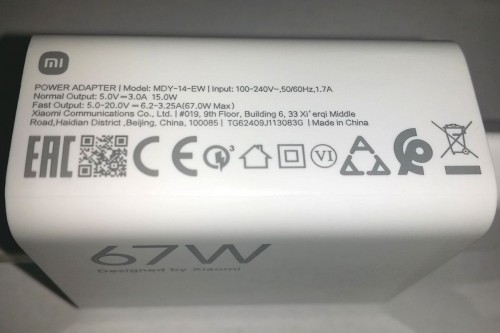 mi
POWER ADAPTER | Model: MDY-14-EW | Input: 100-240V~,50/60Hz,1.7A
Normal Output: 5.0V⎓3.0A 15.0W
Fast Output: 5.0-20.0V⎓6.2-3.25A(67.0W Max)
Xiaomi Communications Co., Ltd. | #019, 9th Floor, Building 6, 33 Xi'erqi Middle
Road,Haidian District ,Beijing, China, 100085 | TG62409J113083G | Made in China
EAC CE 3 VI
67W
Designed by Xiaomi